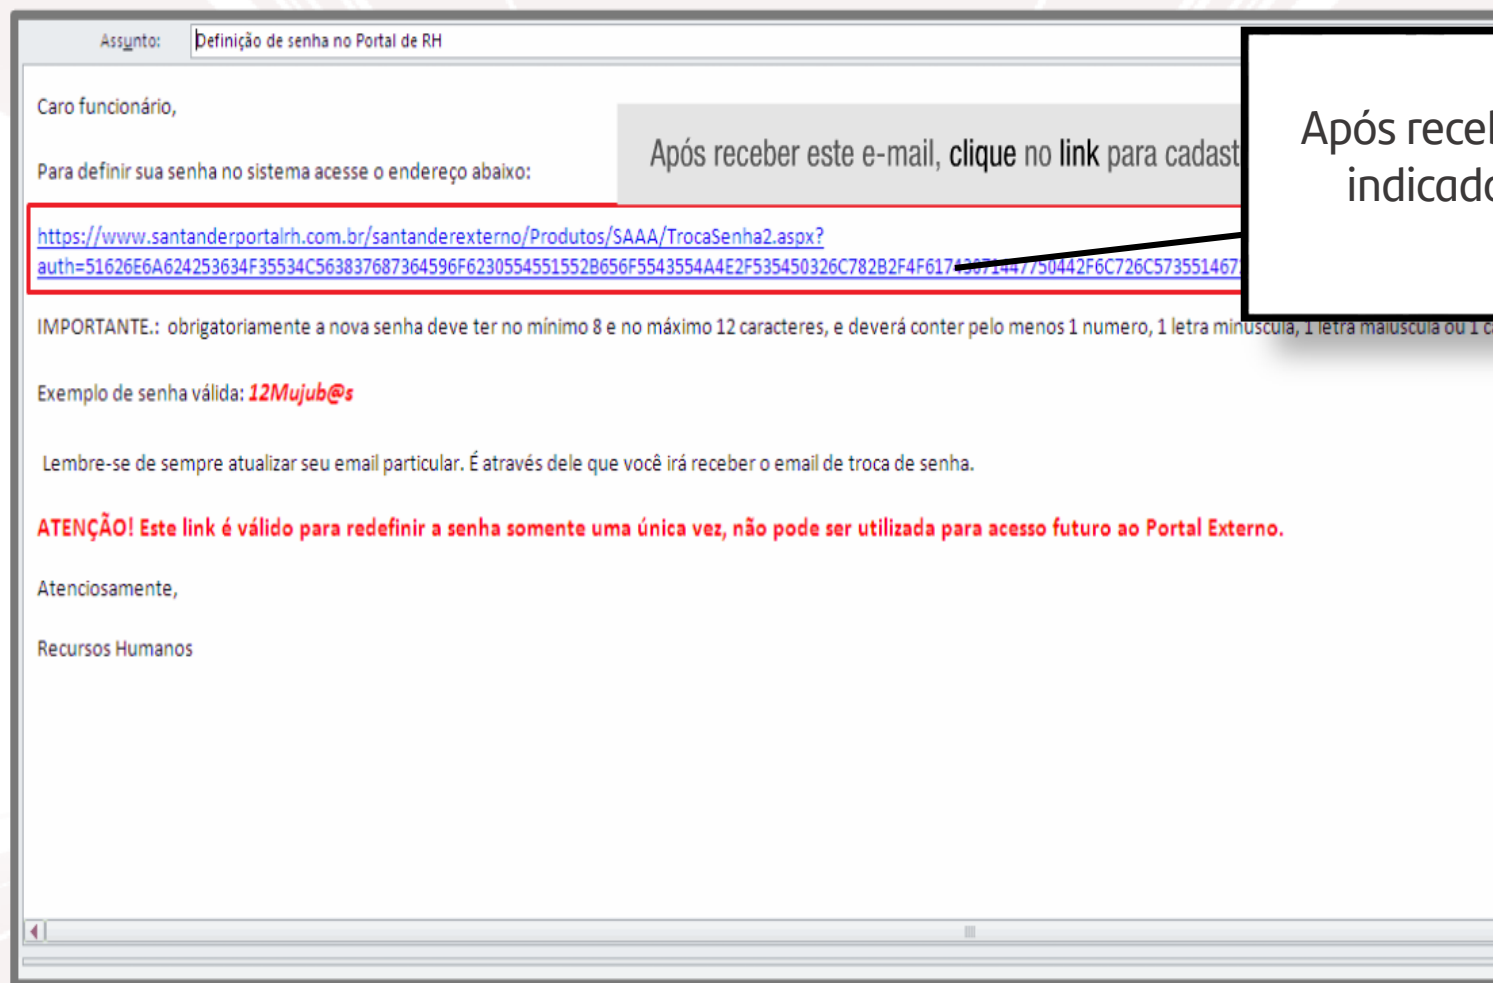 Assunto: Definição de senha no Portal de RH
Caro funcionário,
Após receber este e-mail, clique no link para
Após
Para definir sua senha no sistema acesse o endereço abaixo:
https://www.santanderportalrh.com.br/santanderexterno/Produtos/SAAA/TrocaSenha2.aspx?
IMPORTANTE.: obrigatoriamente a nova senha deve ter no mínimo 8 e no máximo 12 caracteres, e deverá conter pelo menos 1 numero, 1 letra minuscula, 1 letra maiuscula ou 1
Exemplo de senha válida: 12Mujub@s
Lembre-se de sempre atualizar seu email particular. É através dele que você irá receber o email de troca de senha.
ATENÇÃO! Este link é válido para redefinir a senha somente uma única vez, não pode ser utilizada para acesso futuro ao Portal Externo.
Atenciosamente,
Recursos Humanos